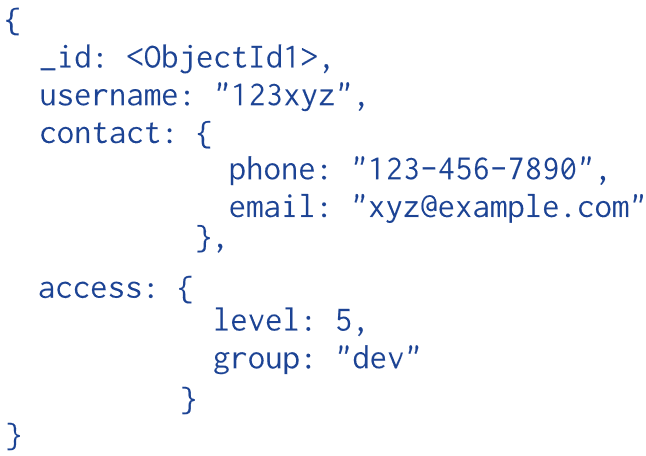 {
_id: <ObjectId1>,
username: "123xyz",
contact: {
phone: "123-456-7890",
email: "xyz@example.com"
},
access: {
level: 5,
group: "dev"
}
}